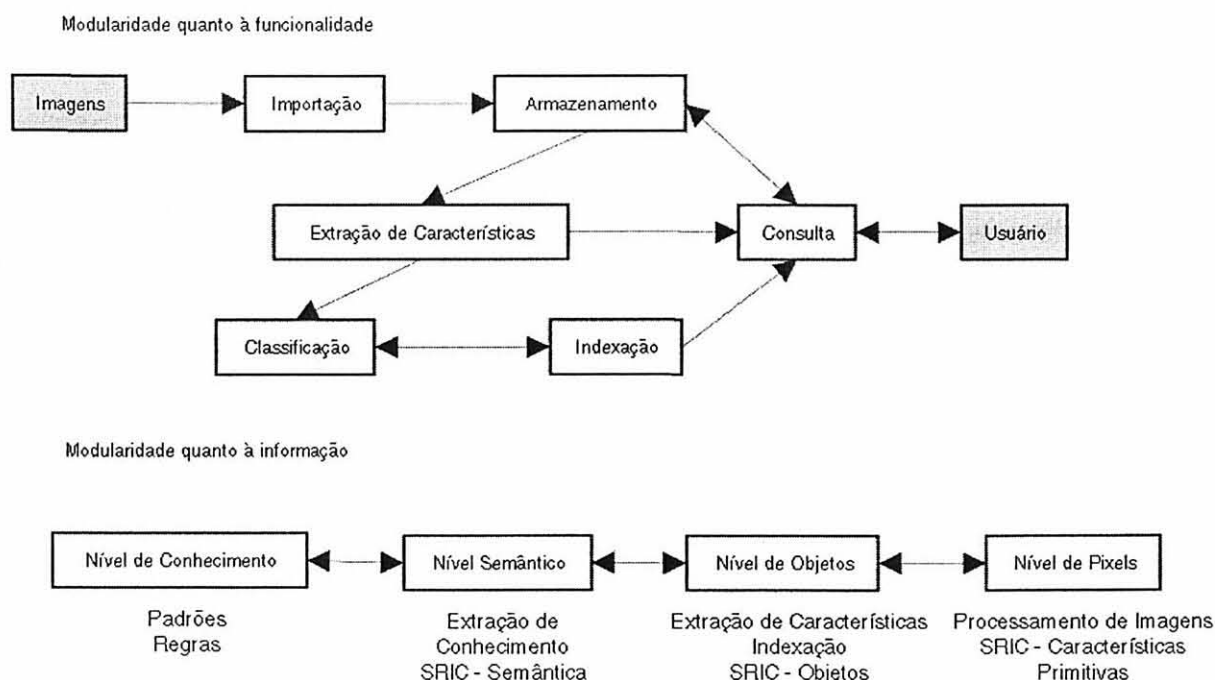 Modularidade quanto à funcionalidade
Imagens
Importação
Armazenamento
Extração de Características
Consulta
Usuário
Classificação
Indexação
Modularidade quanto à informação
Nível de Conhecimento
Nível Semântico
Nível de Objetos
Nível de Pixels
Padrões
Regras
Extração de
Conhecimento
SRIC - Semântica
Extração de Características
Indexação
SRIC - Objetos
Processamento de Imagens
SRIC - Características
Primitivas